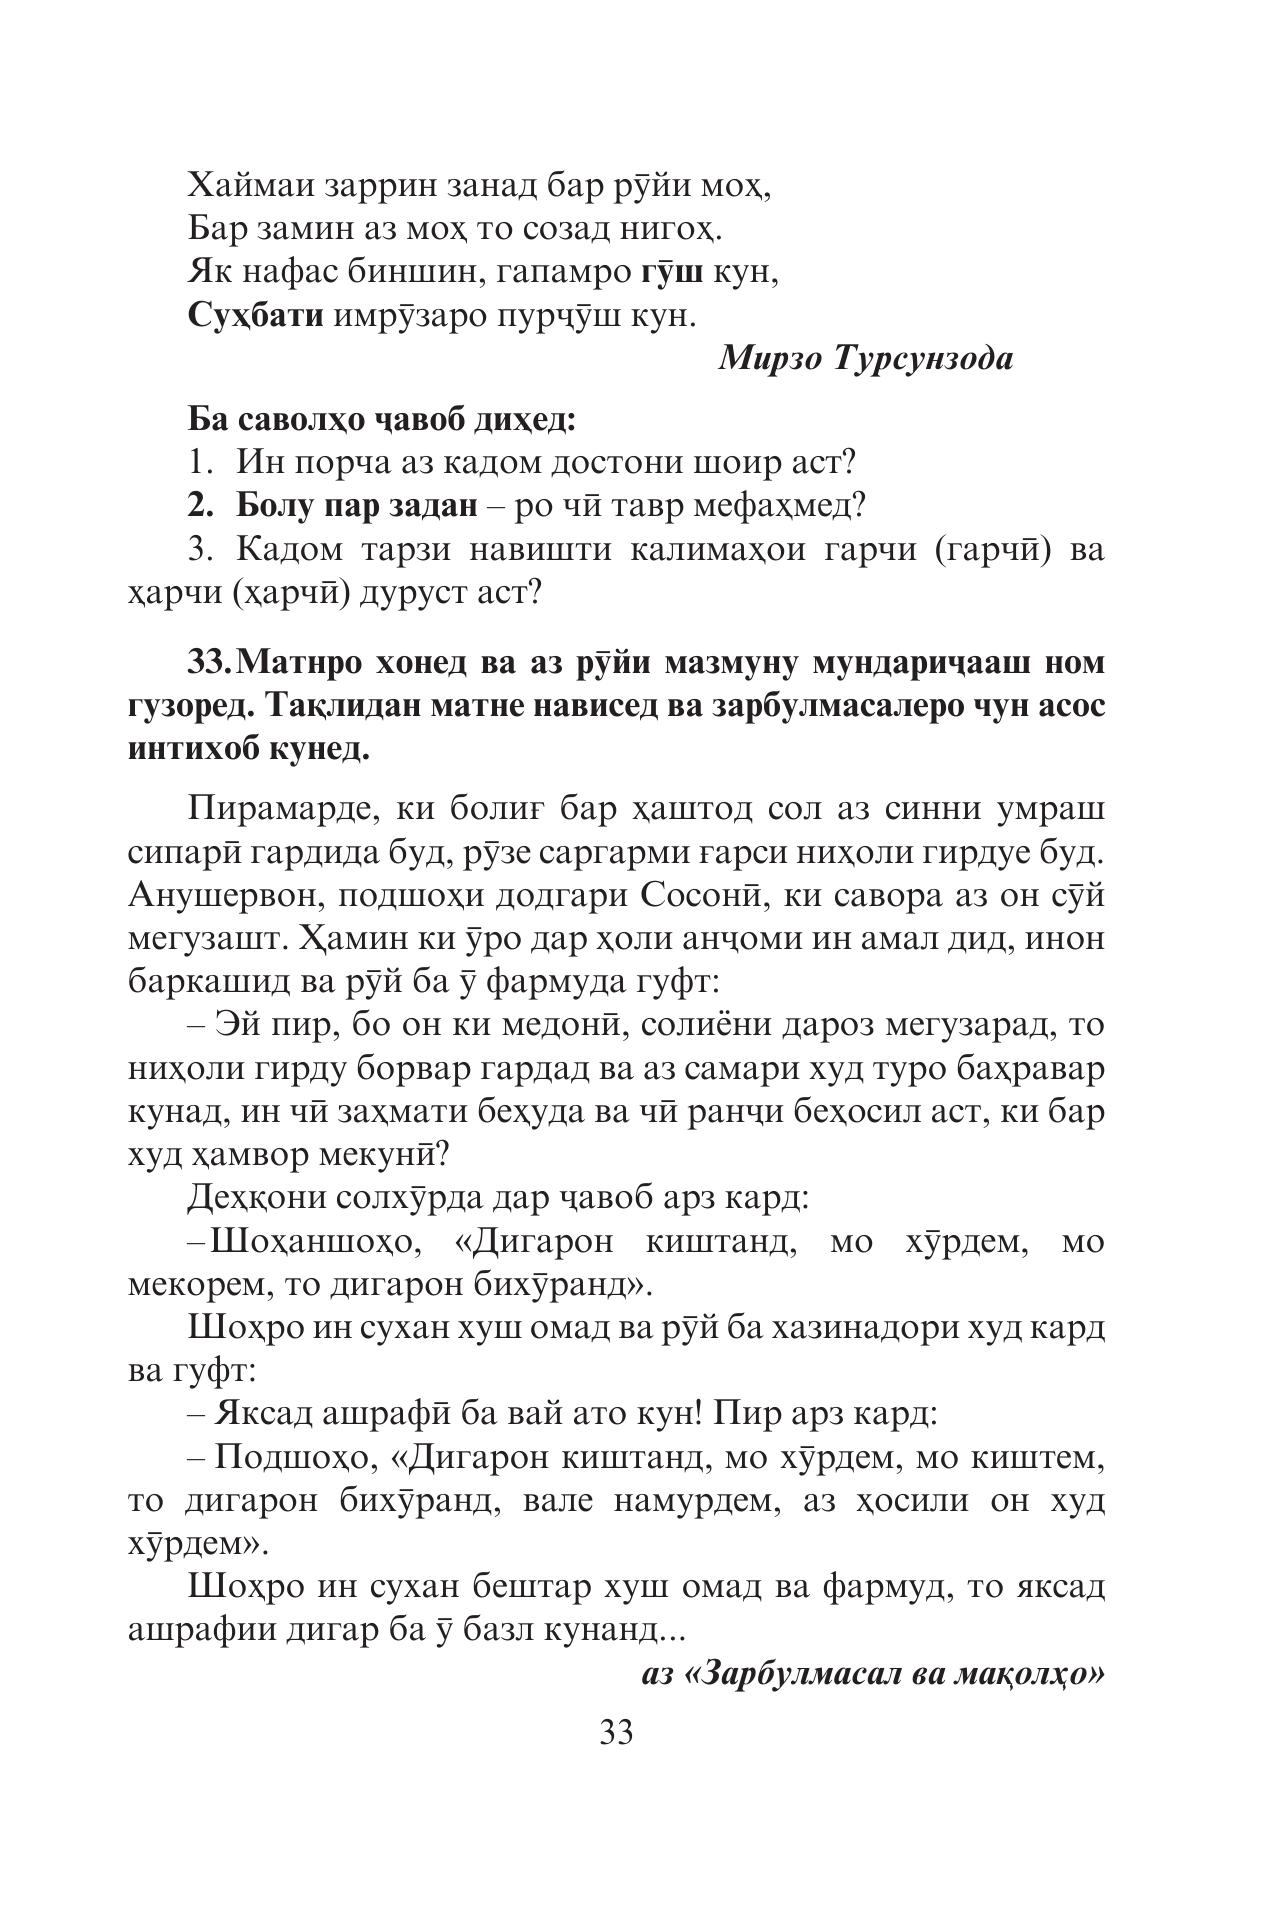 Хаймаи заррин занад бар рӯйи моҳ,
Бар замин аз моҳ то созад нигоҳ.
Як нафас биншин, гапамро гӯш кун,
Суҳбати имрӯзаро пурҷӯш кун.
Мирзо Турсунзода
Ба саволҳо ҷавоб диҳед:
1. Ин порча аз кадом достони шоир аст?
2. Болу пар задан – ро чӣ тавр мефаҳмед?
3. Кадом тарзи навишти калимаҳои гарчи (гарчӣ) ва
ҳарчи (ҳарчӣ) дуруст аст?
33. Матнро хонед ва аз рӯйи мазмуну мундариҷааш ном
гузоред. Тақлидан матне нависед ва зарбулмасалеро чун асос
интихоб кунед.
Пирамарде, ки болиғ бар ҳаштод сол аз синни умраш
сипарӣ гардида буд, рӯзе саргарми ғарси ниҳоли гирдуе буд.
Анушервон, подшоҳи додгари Сосонӣ, ки савора аз он сӯй
мегузашт. Ҳамин ки ӯро дар ҳоли анҷоми ин амал дид, инон
баркашид ва рӯй ба ӯ фармуда гуфт:
– Эй пир, бо он ки медонӣ, солиёни дароз мегузарад, то
ниҳоли гирду борвар гардад ва аз самари худ туро баҳравар
кунад, ин чӣ заҳмати беҳуда ва чӣ ранҷи беҳосил аст, ки бар
худ ҳамвор мекунӣ?
Деҳқони солхӯрда дар ҷавоб арз кард:
– Шоҳаншоҳо, «Дигарон киштанд, мо хӯрдем, мо
мекорем, то дигарон бихӯранд».
Шоҳро ин сухан хуш омад ва рӯй ба хазинадори худ кард
ва гуфт:
– Яксад ашрафӣ ба вай ато кун! Пир арз кард:
– Подшоҳо, «Дигарон киштанд, мо хӯрдем, мо киштем,
то дигарон бихӯранд, вале намурдем, аз ҳосили он худ
хӯрдем».
Шоҳро ин сухан бештар хуш омад ва фармуд, то яксад
ашрафии дигар ба ӯ базл кунанд...
аз «Зарбулмасал ва мақолҳо»
33